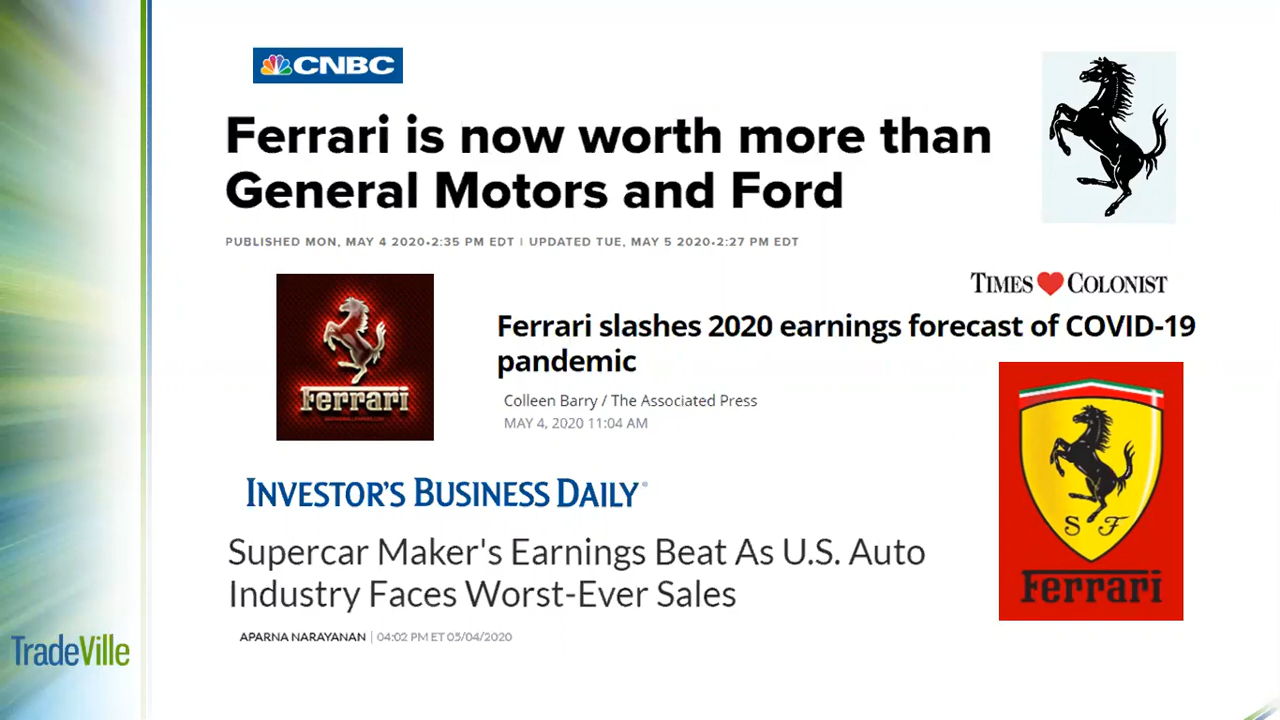 CNBC
Ferrari is now worth more than
General Motors and Ford
PUBLISHED MON, MAY 4 2020•2:35 PM EDT | UPDATED TUE, MAY 5 2020•2:27 PM EDT
TIMES COLONIST
Ferrari slashes 2020 earnings forecast of COVID-19
pandemic
Colleen Barry / The Associated Press
MAY 4, 2020 11:04 AM
Ferrari
INVESTOR'S BUSINESS DAILY
Supercar Maker's Earnings Beat As U.S. Auto
Industry Faces Worst-Ever Sales
APARNA NARAYANAN | 04:02 PM ET 05/04/2020
S F
Ferrari
TradeVille